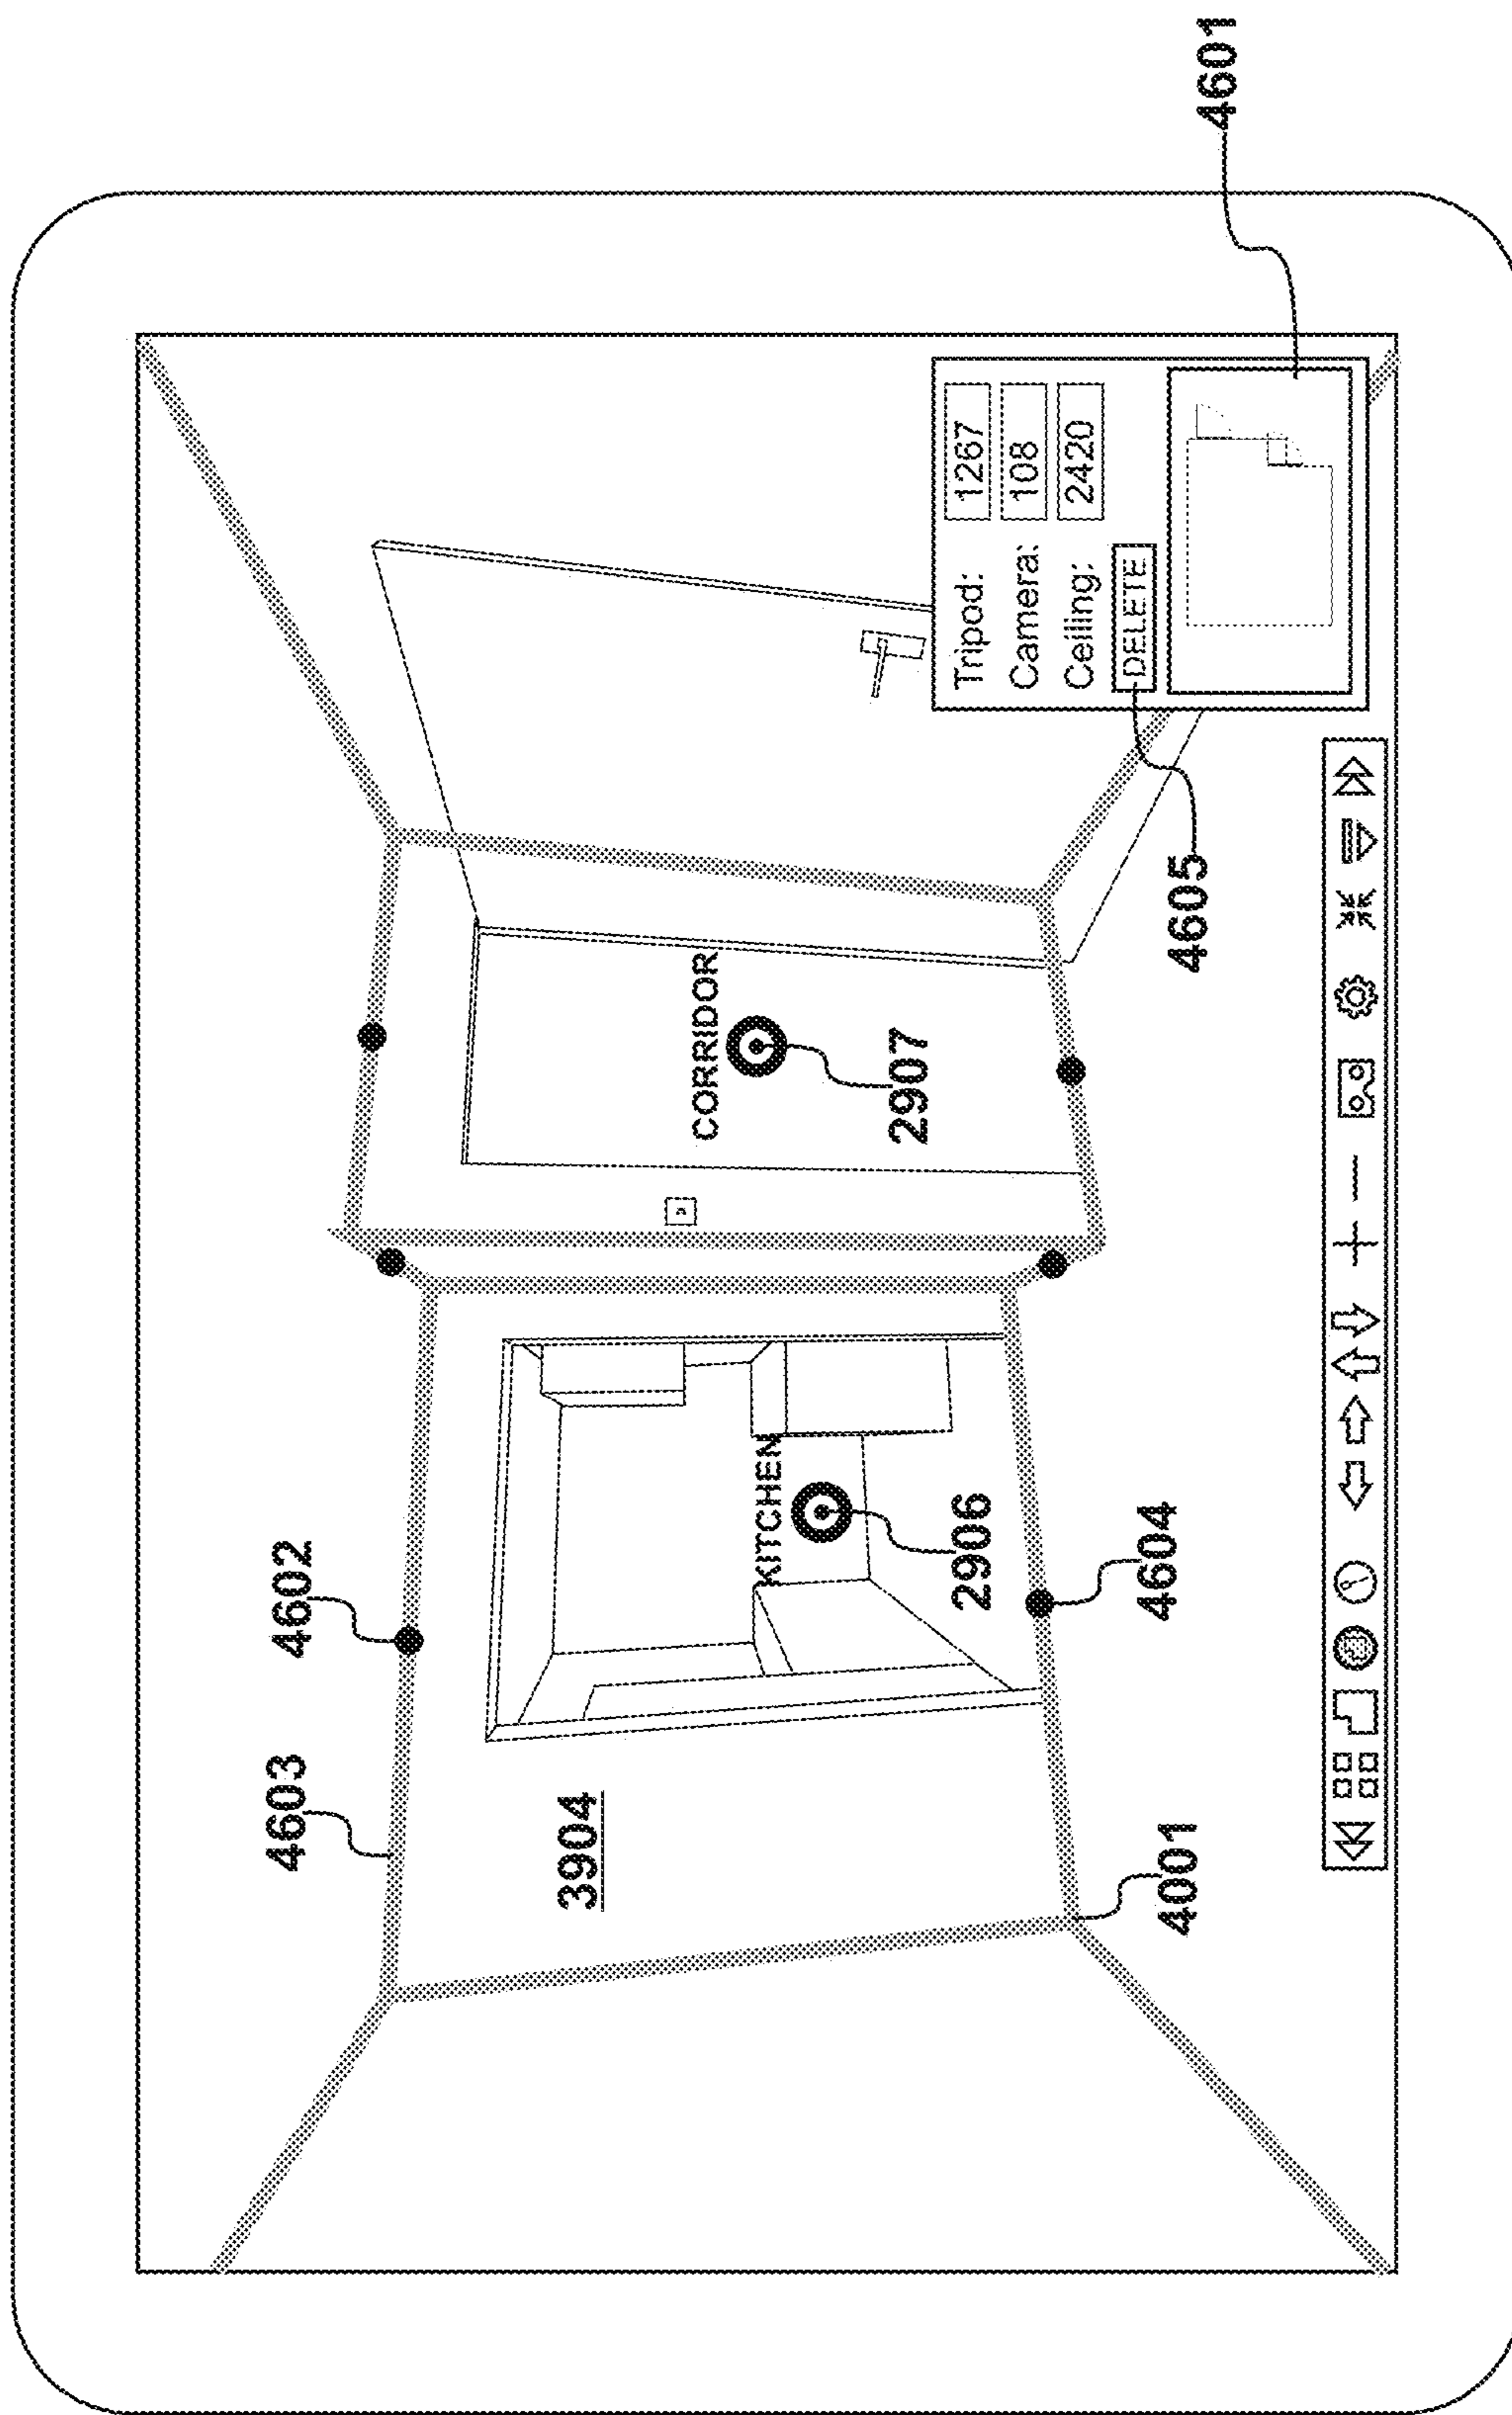 4602
4603
3904
CORRIDOR
2907
KITCHEN
2906
4604
4001
4605
Tripod: 1267
Camera: 108
Ceiling: 2420
DELETE
4601